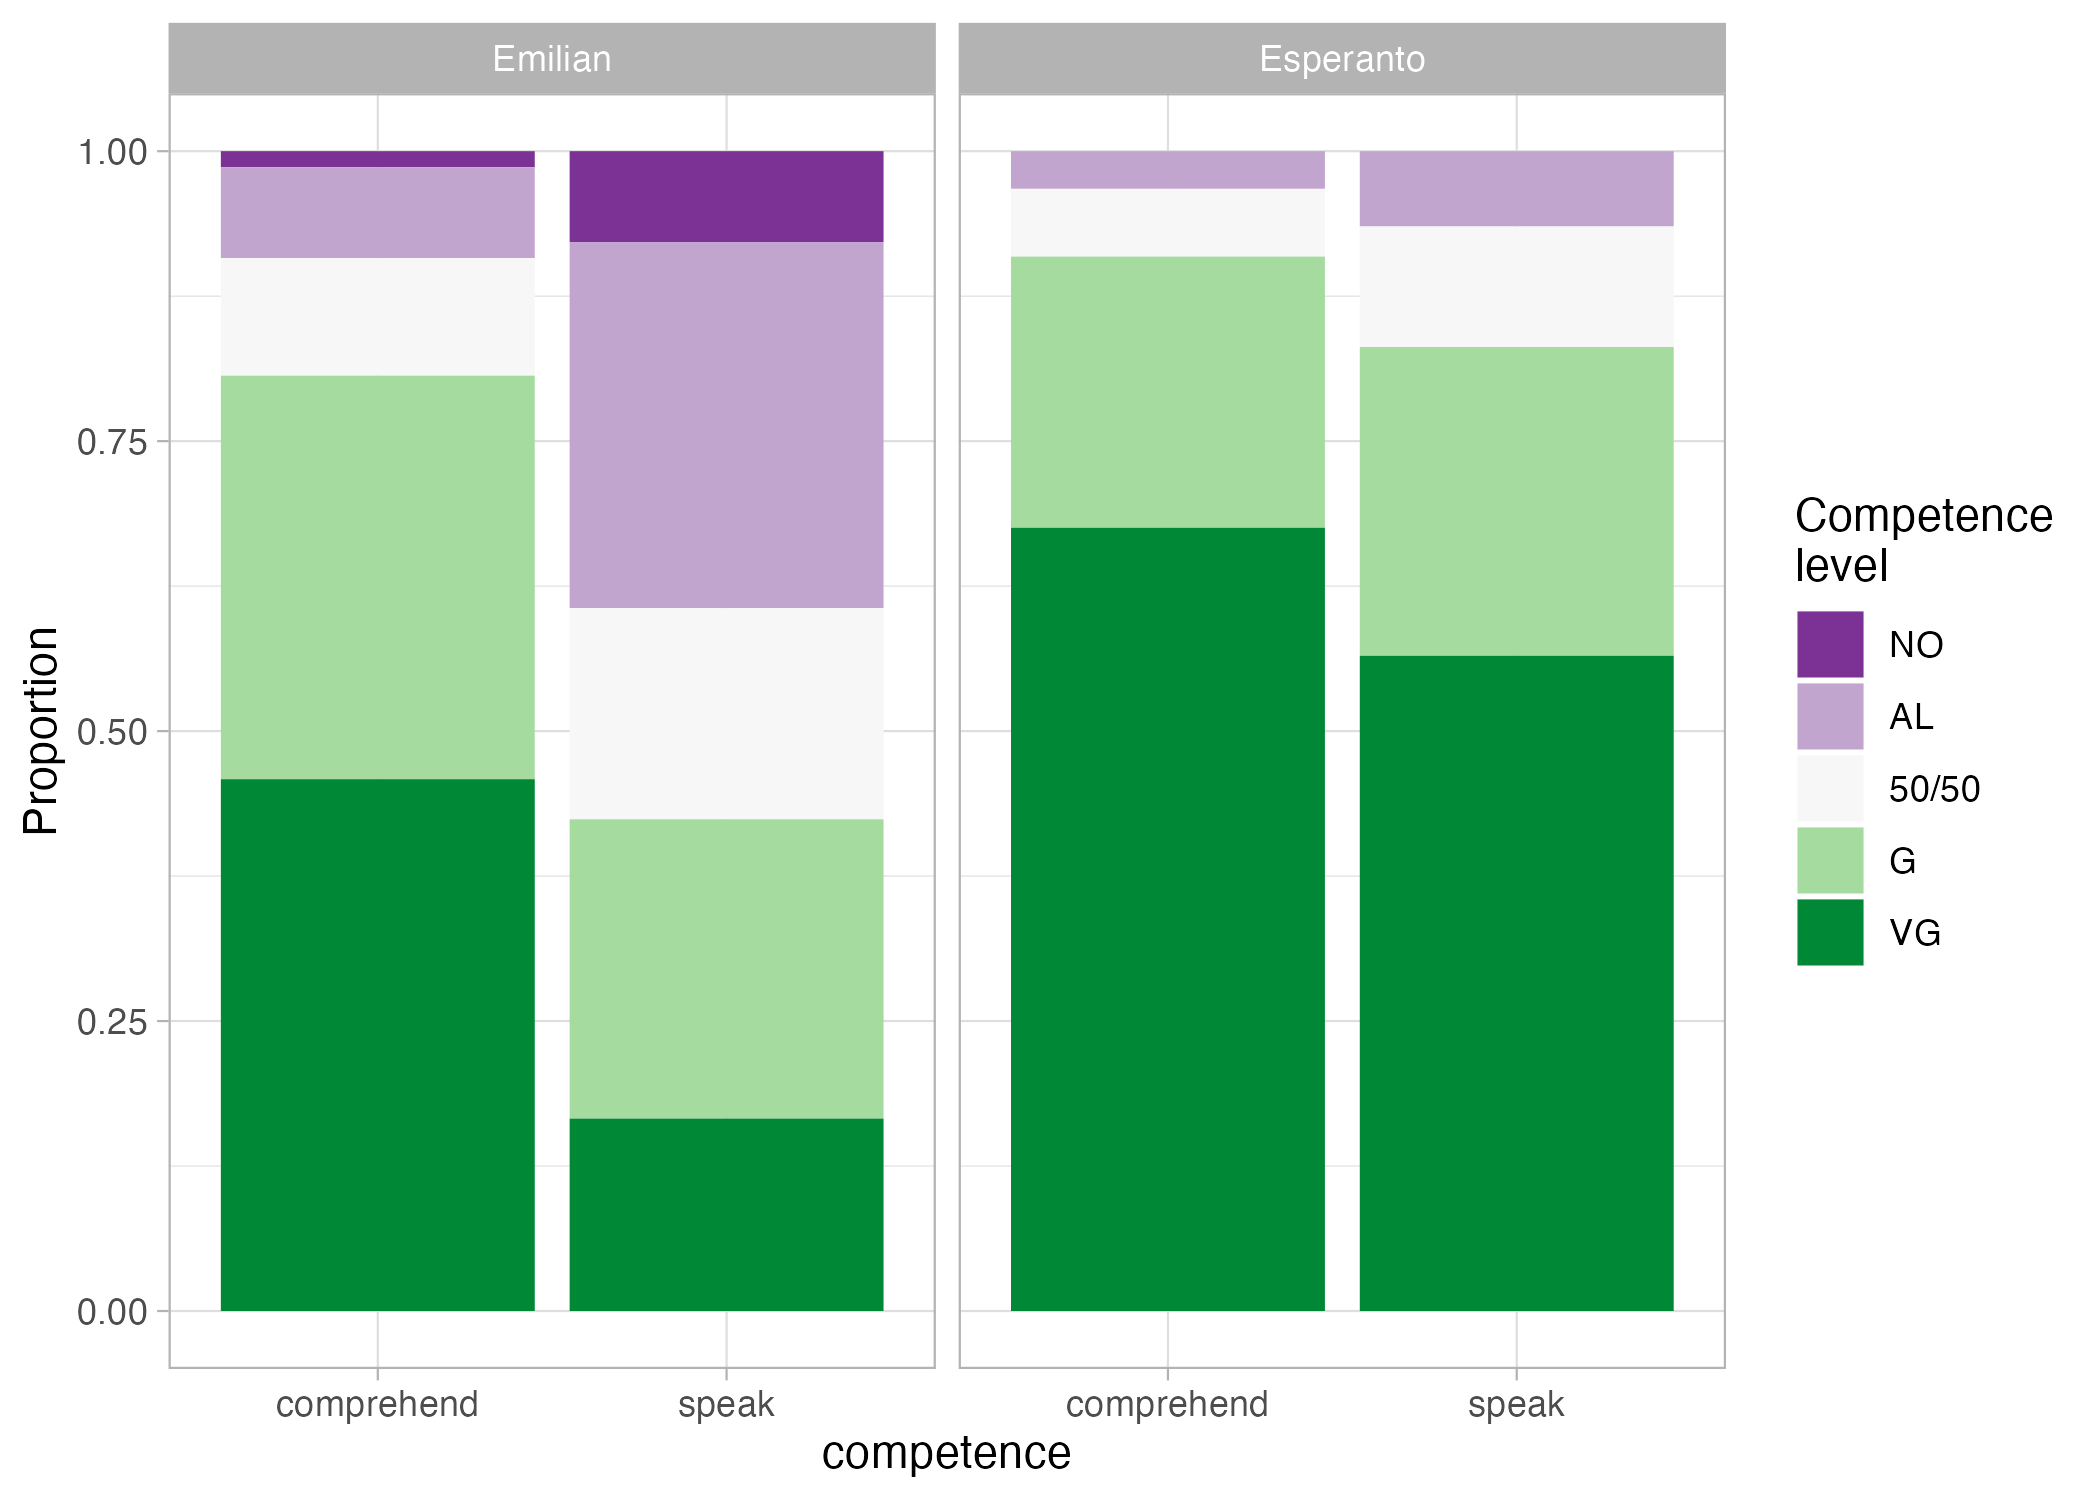 Emilian
Esperanto
1.00
0.75
0.50
0.25
0.00
Proportion
comprehend
speak
comprehend
speak
competence
Competence
level
NO
AL
50/50
G
VG